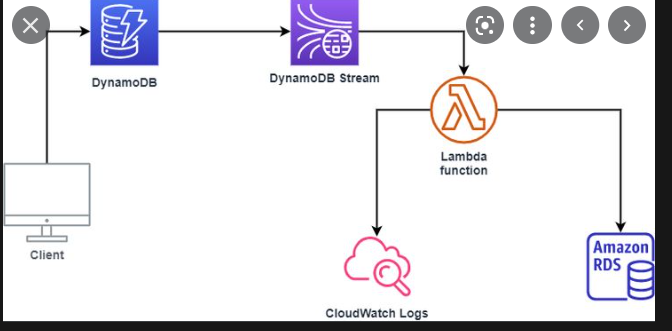 DynamoDB
DynamoDB Stream
Lambda
function
Client
Amazon
RDS
CloudWatch Logs